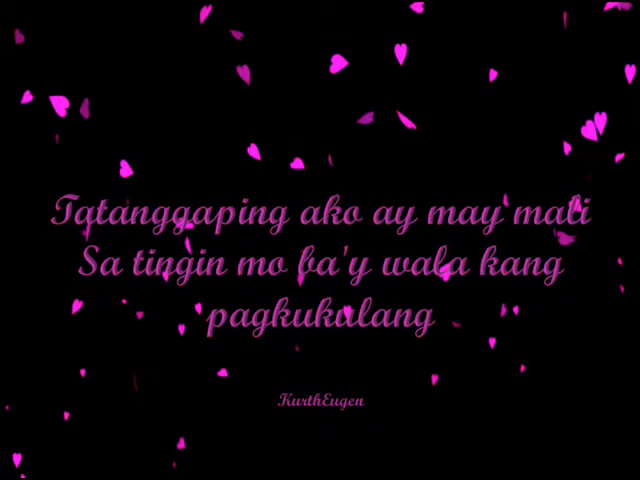 Tatanggaping ako ay may mali
Sa tingin mo ba'y wala kang
pagkukulang
KurthEugen